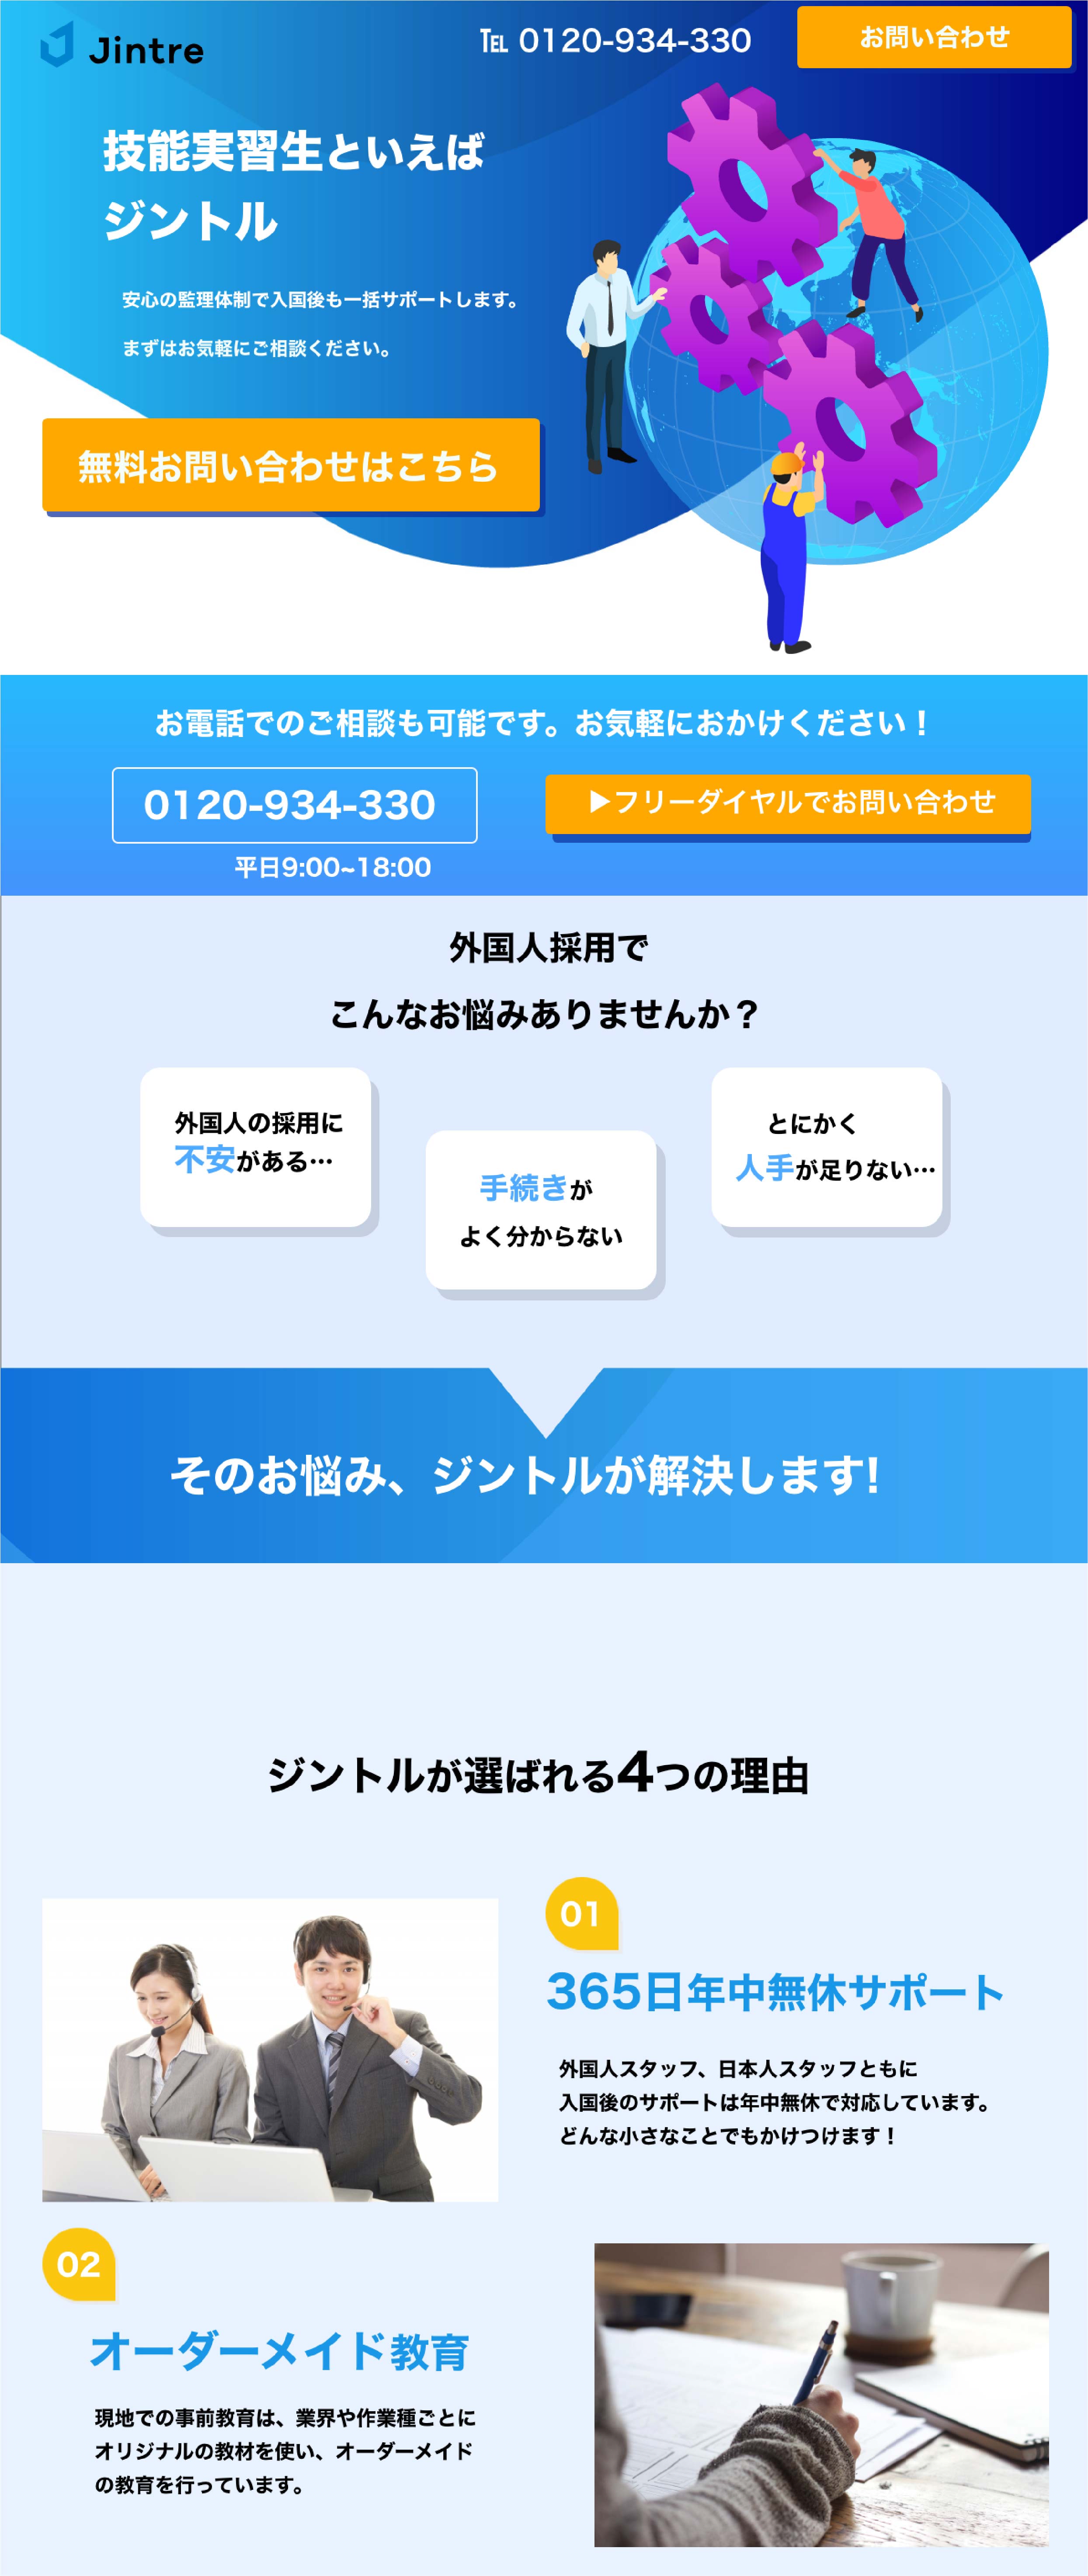 Jintre
TEL 0120-934-330
お問い合わせ
技能実習生といえば
ジントル
安心の監理体制で入国後も一括サポートします。
まずはお気軽にご相談ください。
無料お問い合わせはこちら
お電話でのご相談も可能です。お気軽におかけください！
0120-934-330
▶フリーダイヤルでお問い合わせ
平日9:00~18:00
外国人採用で
こんなお悩みありませんか？
外国人の採用に
不安がある…
手続きが
よく分からない
とにかく
人手が足りない…
そのお悩み、ジントルが解決します!
ジントルが選ばれる4つの理由
01
365日年中無休サポート
外国人スタッフ、日本人スタッフともに
入国後のサポートは年中無休で対応しています。
どんな小さなことでもかけつけます！
02
オーダーメイド教育
現地での事前教育は、業界や作業種ごとに
オリジナルの教材を使い、オーダーメイド
の教育を行っています。